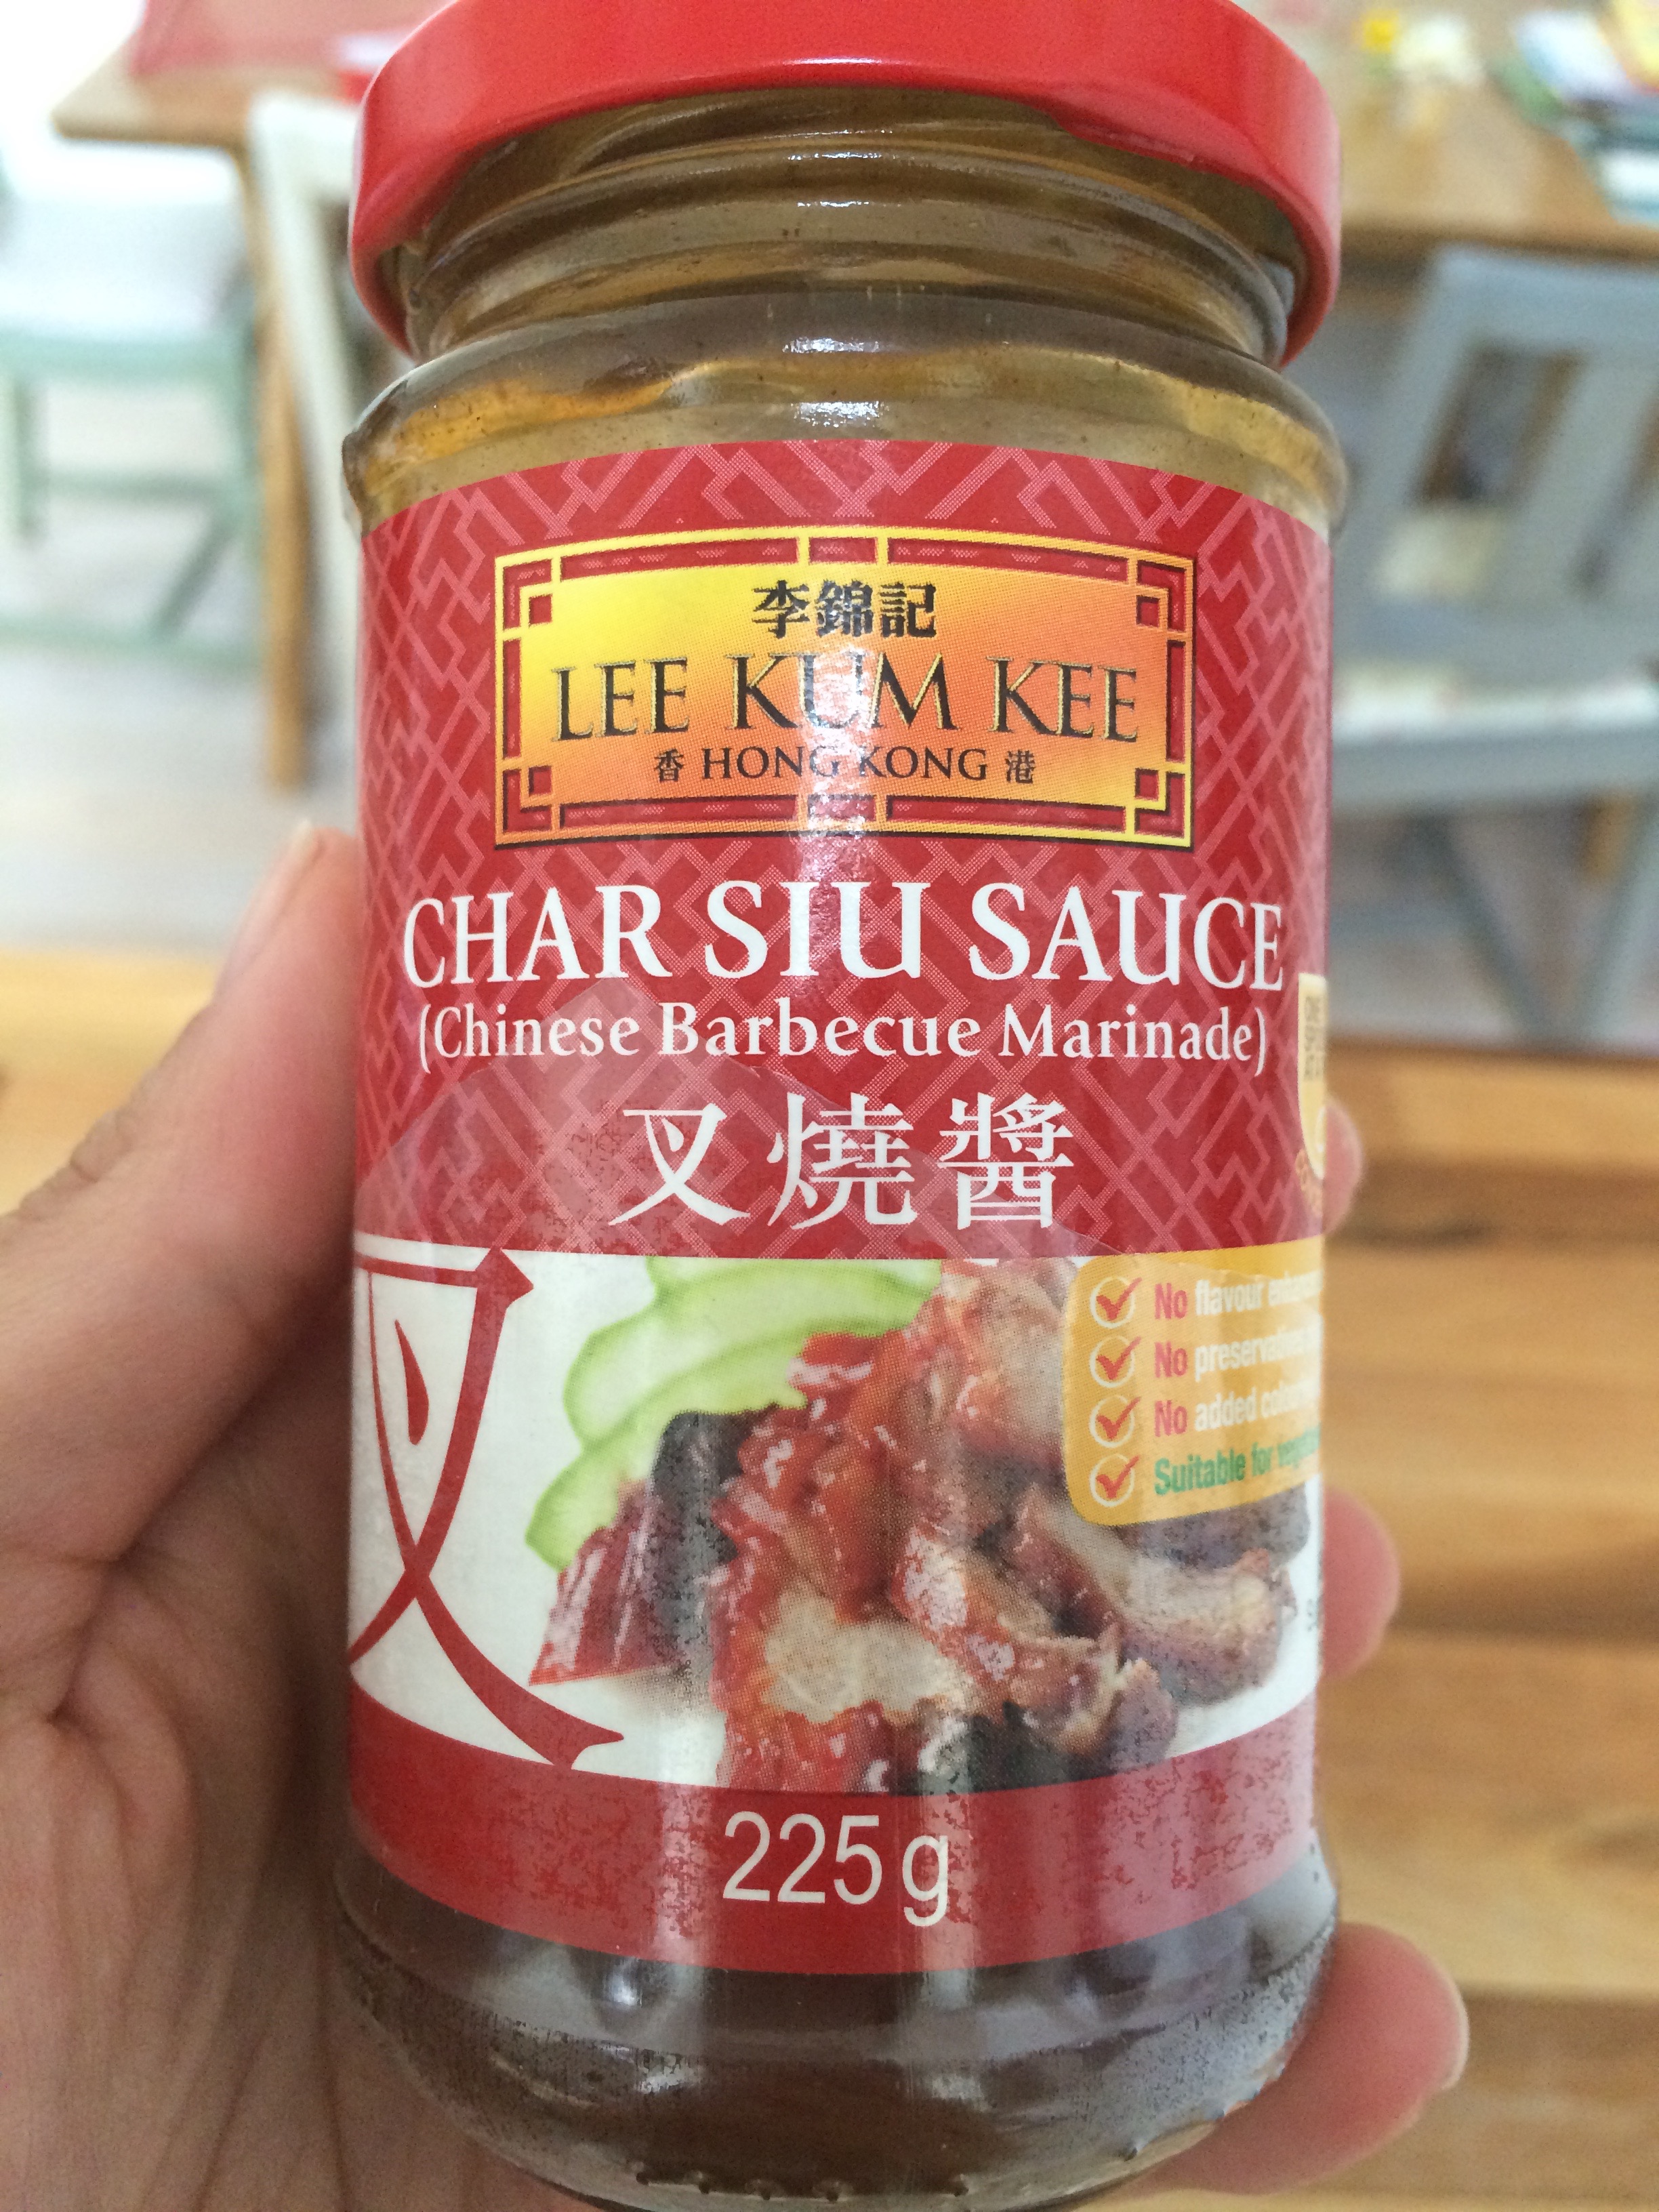 李錦記
LEE KUM KEE
香 HONG KONG 港
CHAR SIU SAUCE
(Chinese Barbecue Marinade)
叉燒醬
叉
No flavour
No
No added
Suitable for
225g